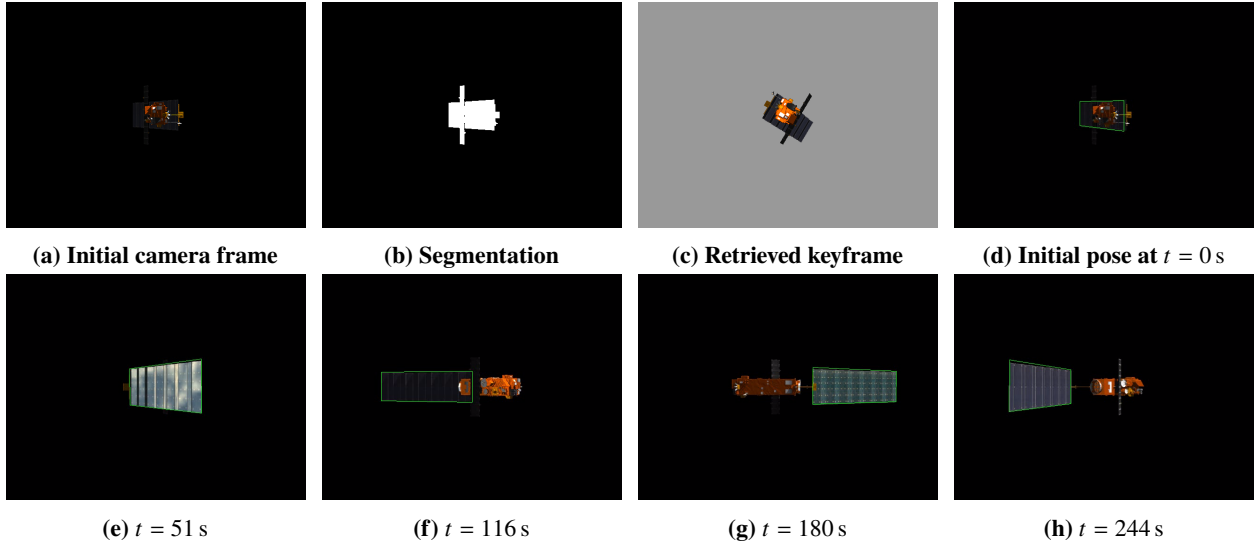 (a) Initial camera frame
(b) Segmentation
(c) Retrieved keyframe
(d) Initial pose at t = 0 s
(e) t = 51 s
(f) t = 116 s
(g) t = 180 s
(h) t = 244 s